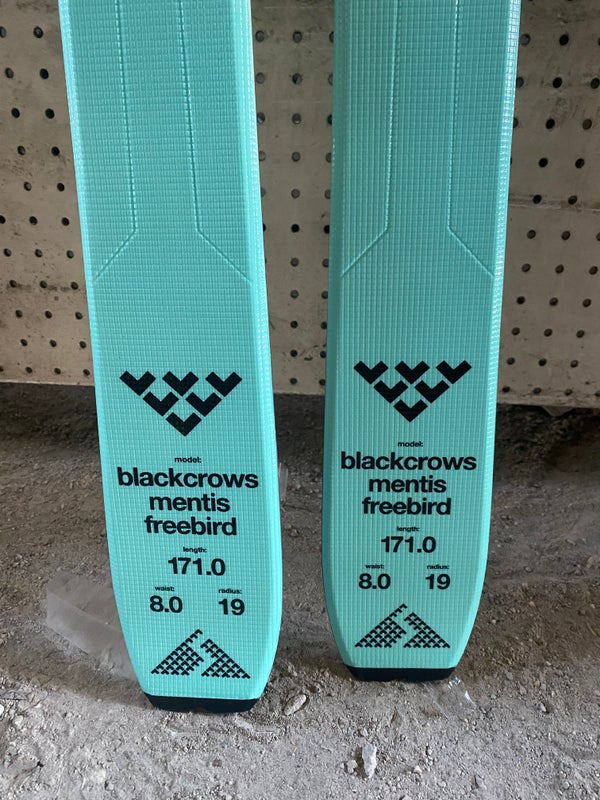 model:
blackcrows
mentis
freebird
length:
171.0
waist: radius:
8.0 19
model:
blackcrows
mentis
freebird
length:
171.0
waist: radius:
8.0 19